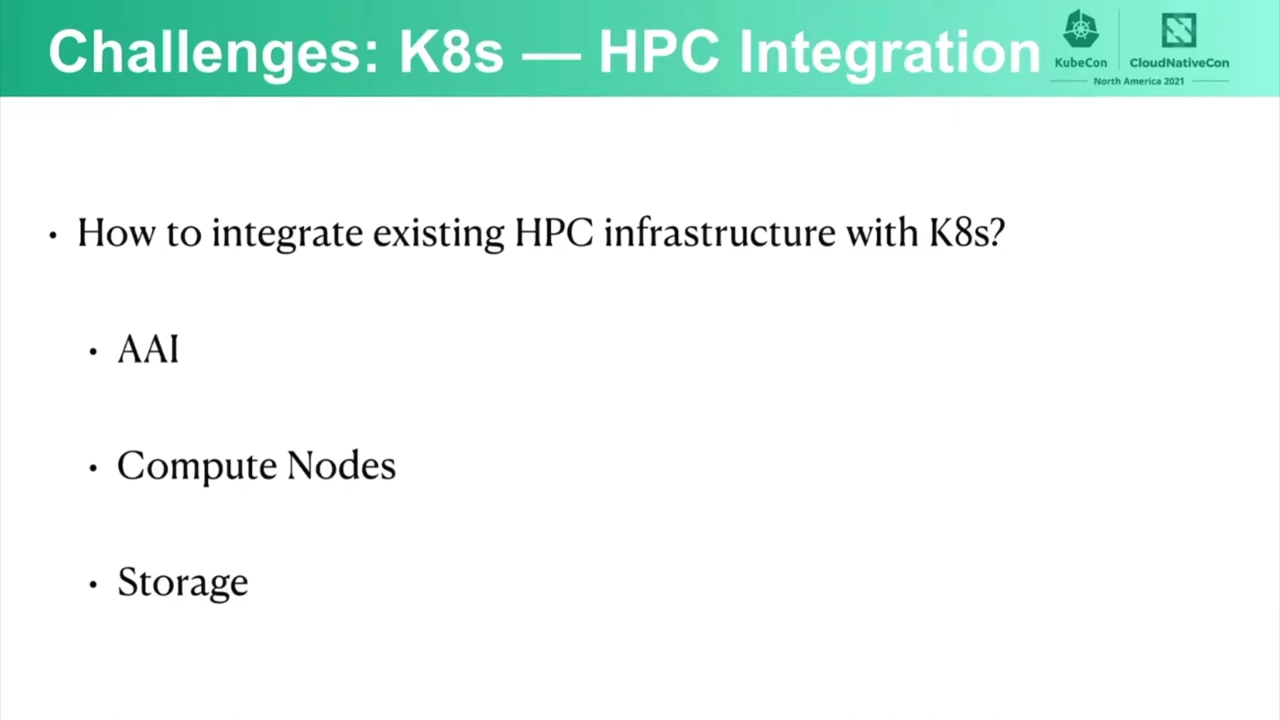 Challenges: K8s — HPC Integration
KubeCon
CloudNativeCon
North America 2021
• How to integrate existing HPC infrastructure with K8s?
• AAI
• Compute Nodes
• Storage